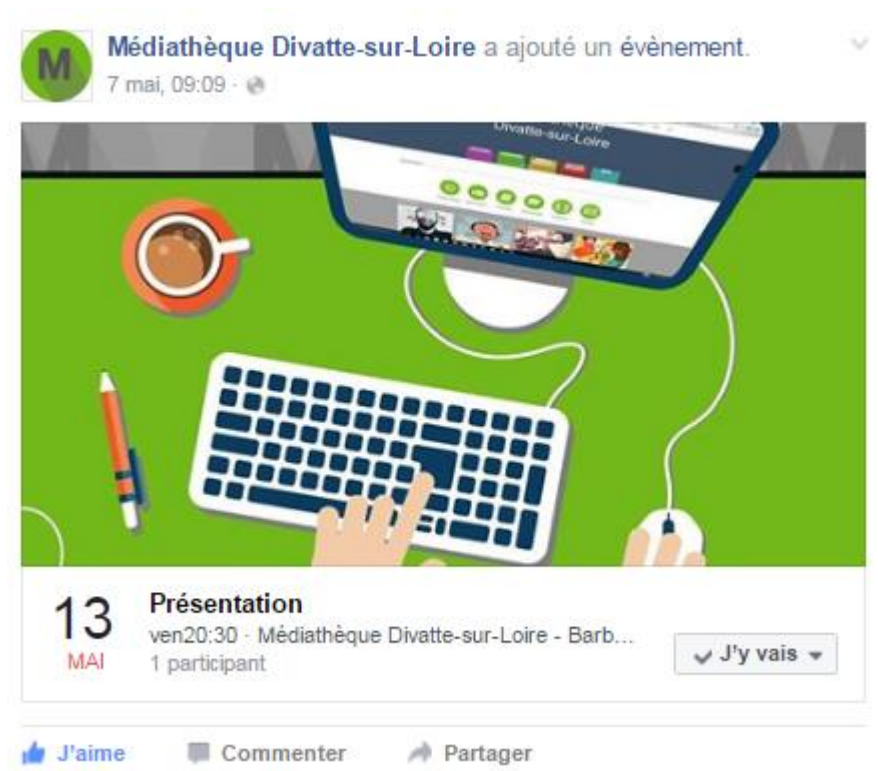 M
Médiathèque Divatte-sur-Loire a ajouté un évènement.
7 mai, 09:09 ·
Divatte-sur-Loire
13
MAI
Présentation
ven20:30 · Médiathèque Divatte-sur-Loire - Barb...
1 participant
J'y vais
J'aime
Commenter
Partager